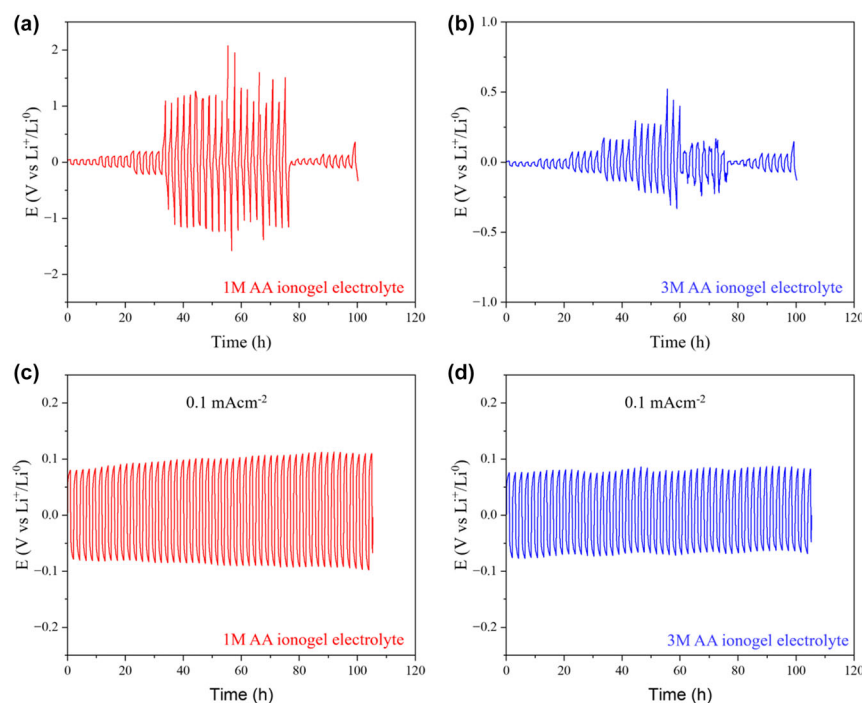 (a)
E (V vs Li⁺/Li⁰)
2
1
0
−1
−2
1M AA ionogel electrolyte
0 20 40 60 80 100 120
Time (h)
(b)
E (V vs Li⁺/Li⁰)
1.0
0.5
0.0
−0.5
−1.0
3M AA ionogel electrolyte
0 20 40 60 80 100 120
Time (h)
(c)
E (V vs Li⁺/Li⁰)
0.2
0.1
0.0
−0.1
−0.2
0.1 mAcm⁻²
1M AA ionogel electrolyte
0 20 40 60 80 100 120
Time (h)
(d)
E (V vs Li⁺/Li⁰)
0.2
0.1
0.0
−0.1
−0.2
0.1 mAcm⁻²
3M AA ionogel electrolyte
0 20 40 60 80 100 120
Time (h)